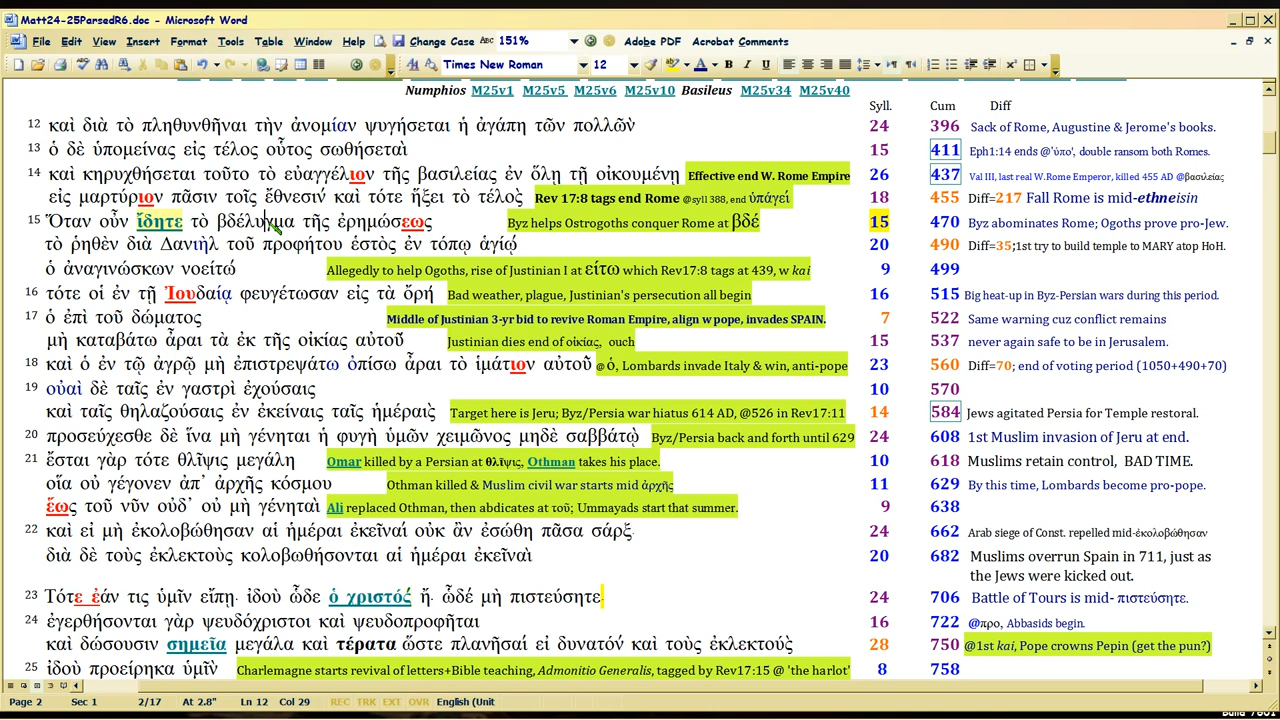 Matt24-25ParsedR6.doc - Microsoft Word
File Edit View Insert Format Tools Table Window Help Change Case ABC 151% Adobe PDF Acrobat Comments
Times New Roman 12 B I U
Numphios M25v1 M25v5 M25v6 M25v10 Basileus M25v34 M25v40
Syll. Cum Diff
12 καὶ διὰ τὸ πληθυνθῆναι τὴν ἀνομίαν ψυγήσεται ἡ ἀγάπη τῶν πολλῶν 24 396 Sack of Rome, Augustine & Jerome's books.
13 ὁ δὲ ὑπομείνας εἰς τέλος οὗτος σωθήσεταὶ 15 411 Eph1:14 ends @'ὑπο', double ransom both Romes.
14 καὶ κηρυχθήσεται τοῦτο τὸ εὐαγγέλιον τῆς βασιλείας ἐν ὅλῃ τῇ οἰκουμένῃ Effective end W. Rome Empire 26 437 Val III, last real W.Rome Emperor, killed 455 AD @βασιλείας
εἰς μαρτύριον πᾶσιν τοῖς ἔθνεσιν καὶ τότε ἥξει τὸ τέλος Rev 17:8 tags end Rome @syll 388, end ὑπάγεί 18 455 Diff=217 Fall Rome is mid-ethneisin
15 Ὅταν οὖν ἴδητε τὸ βδέλυγμα τῆς ἐρημώσεως Byz helps Ostrogoths conquer Rome at βδέ 15 470 Byz abominates Rome; Ogoths prove pro-Jew.
τὸ ῥηθὲν διὰ Δανιὴλ τοῦ προφήτου ἑστὸς ἐν τόπῳ ἁγίῳ 20 490 Diff=35;1st try to build temple to MARY atop HoH.
ὁ ἀναγινώσκων νοείτώ Allegedly to help Ogoths, rise of Justinian I at είτω which Rev17:8 tags at 439, w kai 9 499
16 τότε οἱ ἐν τῇ Ἰουδαίᾳ φευγέτωσαν εἰς τὰ ὄρή Bad weather, plague, Justinian's persecution all begin 16 515 Big heat-up in Byz-Persian wars during this period.
17 ὁ ἐπὶ τοῦ δώματος Middle of Justinian 3-yr bid to revive Roman Empire, align w pope, invades SPAIN. 7 522 Same warning cuz conflict remains
μὴ καταβάτω ἆραι τὰ ἐκ τῆς οἰκίας αὐτοῦ Justinian dies end of οικίας, ouch 15 537 never again safe to be in Jerusalem.
18 καὶ ὁ ἐν τῷ ἀγρῷ μὴ ἐπιστρεψάτω ὀπίσω ἆραι τὸ ἱμάτιον αὐτοῦ @ ὁ, Lombards invade Italy & win, anti-pope 23 560 Diff=70; end of voting period (1050+490+70)
19 οὐαὶ δὲ ταῖς ἐν γαστρὶ ἐχούσαις 10 570
καὶ ταῖς θηλαζούσαις ἐν ἐκείναις ταῖς ἡμέραὶς Target here is Jeru; Byz/Persia war hiatus 614 AD, @526 in Rev17:11 14 584 Jews agitated Persia for Temple restoral.
20 προσεύχεσθε δὲ ἵνα μὴ γένηται ἡ φυγὴ ὑμῶν χειμῶνος μηδὲ σαββάτῳ Byz/Persia back and forth until 629 24 608 1st Muslim invasion of Jeru at end.
21 ἔσται γὰρ τότε θλῖψις μεγάλη Omar killed by a Persian at θλῖψις, Othman takes his place. 10 618 Muslims retain control, BAD TIME.
οἵα οὐ γέγονεν ἀπ᾽ ἀρχῆς κόσμου Othman killed & Muslim civil war starts mid ἀρχῆς 11 629 By this time, Lombards become pro-pope.
ἕως τοῦ νῦν οὐδ᾽ οὐ μὴ γένηταὶ Ali replaced Othman, then abdicates at τοῦ; Ummayads start that summer. 9 638
22 καὶ εἰ μὴ ἐκολοβώθησαν αἱ ἡμέραι ἐκεῖναί οὐκ ἂν ἐσώθη πᾶσα σάρξ· 24 662 Arab siege of Const. repelled mid-ἐκολοβώθησαν
διὰ δὲ τοὺς ἐκλεκτοὺς κολοβωθήσονται αἱ ἡμέραι ἐκεῖναὶ 20 682 Muslims overrun Spain in 711, just as
the Jews were kicked out.
23 Τότε ἐάν τις ὑμῖν εἴπῃ· ἰδοὺ ὧδε ὁ χριστός ἤ· ὧδέ μὴ πιστεύσητε· 24 706 Battle of Tours is mid- πιστεύσητε.
24 ἐγερθήσονται γὰρ ψευδόχριστοι καὶ ψευδοπροφῆται 16 722 @προ, Abbasids begin.
καὶ δώσουσιν σημεῖα μεγάλα καὶ τέρατα ὥστε πλανῆσαί εἰ δυνατόν καὶ τοὺς ἐκλεκτούς 28 750 @1st kai, Pope crowns Pepin (get the pun?)
25 ἰδοὺ προείρηκα ὑμῖν Charlemagne starts revival of letters+Bible teaching, Admonitio Generalis, tagged by Rev17:15 @ 'the harlot' 8 758
Page 2 Sec 1 2/17 At 2.8" Ln 12 Col 29 REC TRK EXT OVR English (Unit